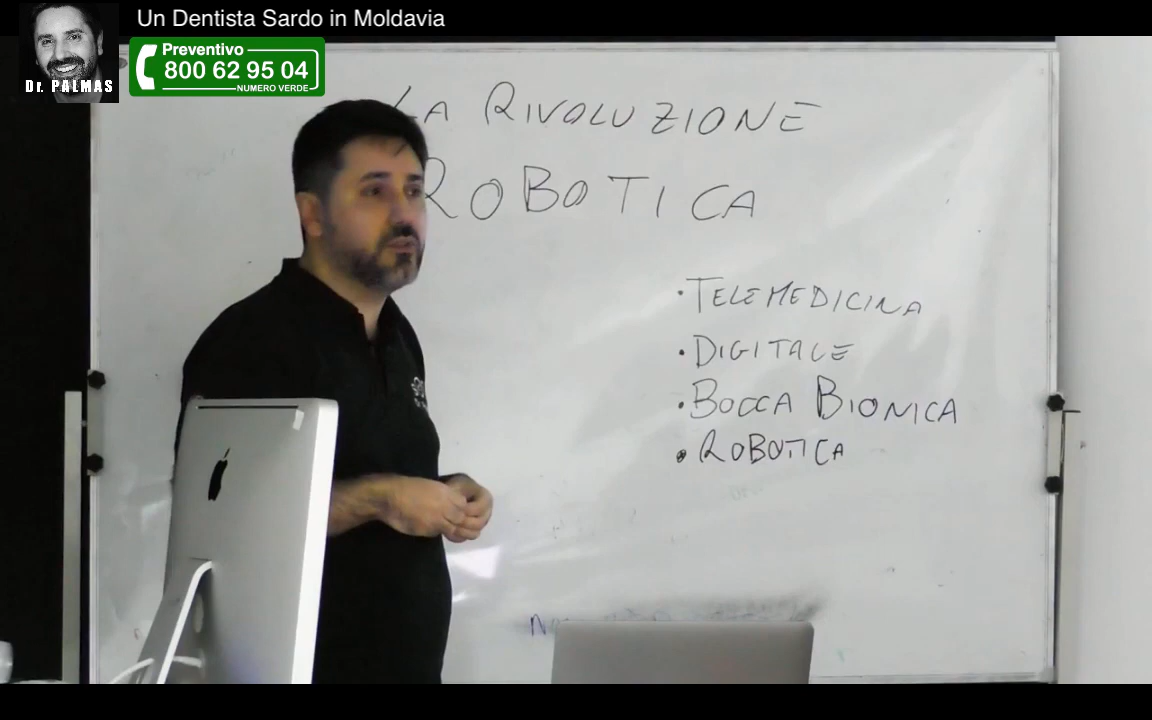 Un Dentista Sardo in Moldavia
Preventivo
800 62 95 04
NUMERO VERDE
Dr. PALMAS
LA RIVOLUZIONE
ROBOTICA
• TELEMEDICINA
• DIGITALE
• BOCCA BIONICA
• ROBOTICA